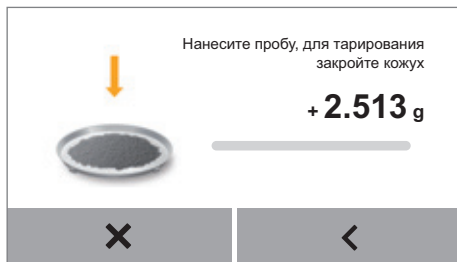 Нанесите пробу, для тарирования
закройте кожух
+ 2.513 g